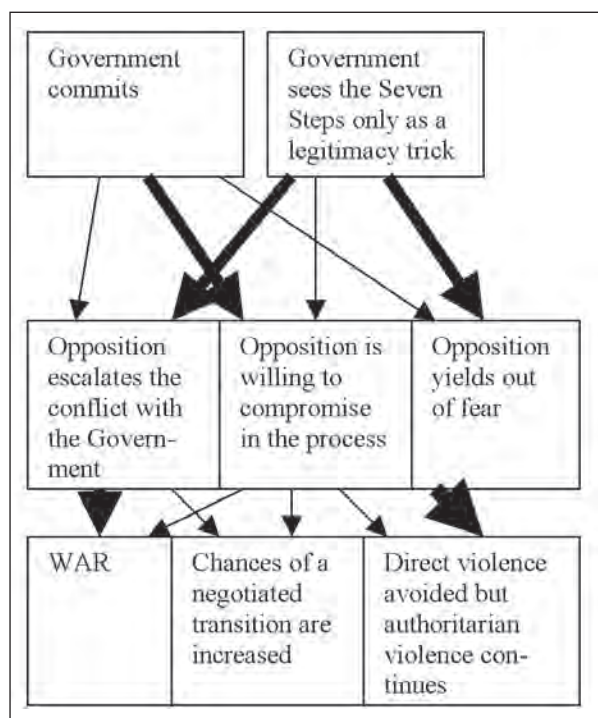 Government
commits
Government
sees the Seven
Steps only as a
legitimacy trick
Opposition
escalates the
conflict with
the Govern-
ment
Opposition is
willing to
compromise
in the process
Opposition
yields out
of fear
WAR
Chances of a
negotiated
transition are
increased
Direct violence
avoided but
authoritarian
violence con-
tinues